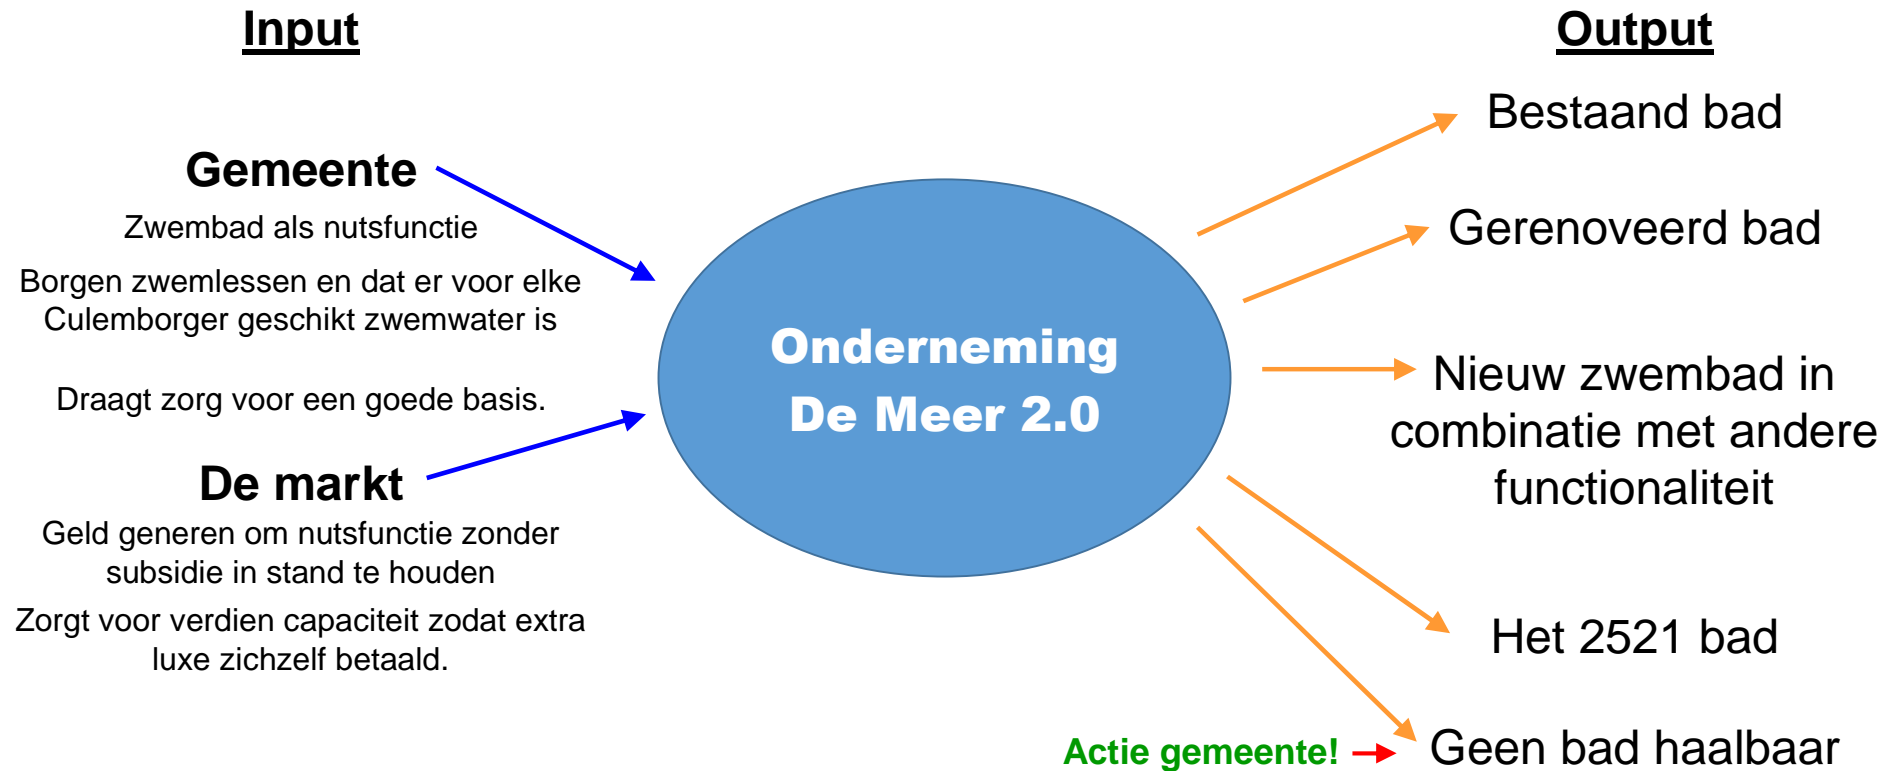 Input
Gemeente
Zwembad als nutsfunctie
Borgen zwemlessen en dat er voor elke
Culemborger geschikt zwemwater is
Draagt zorg voor een goede basis.
De markt
Geld generen om nutsfunctie zonder
subsidie in stand te houden
Zorgt voor verdien capaciteit zodat extra
luxe zichzelf betaald.
Onderneming
De Meer 2.0
Output
Bestaand bad
Gerenoveerd bad
Nieuw zwembad in
combinatie met andere
functionaliteit
Het 2521 bad
Actie gemeente!
Geen bad haalbaar